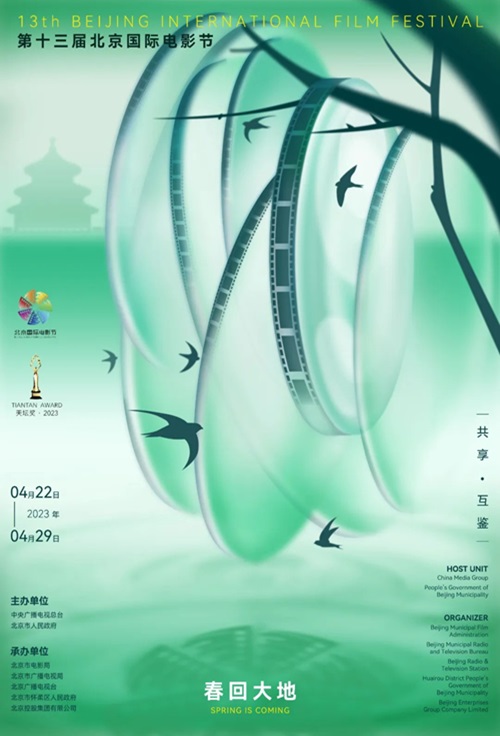 13th BEIJING INTERNATIONAL FILM FESTIVAL
第十三届北京国际电影节
北京国际电影节
TIANTAN AWARD
天坛奖·2023
共享·互鉴
04月22日
2023 年
04月29日
主办单位
中央广播电视总台
北京市人民政府
承办单位
北京市电影局
北京市广播电视局
北京广播电视台
北京市怀柔区人民政府
北京控股集团有限公司
HOST UNIT
China Media Group
People's Government of
Beijing Municipality
ORGANIZER
Beijing Municipal Film
Administration
Beijing Municipal Radio
and Television Bureau
Beijing Radio &
Television Station
Huairou District People's
Government of
Beijing Municipality
Beijing Enterprises
Group Company Limited
春回大地
SPRING IS COMING